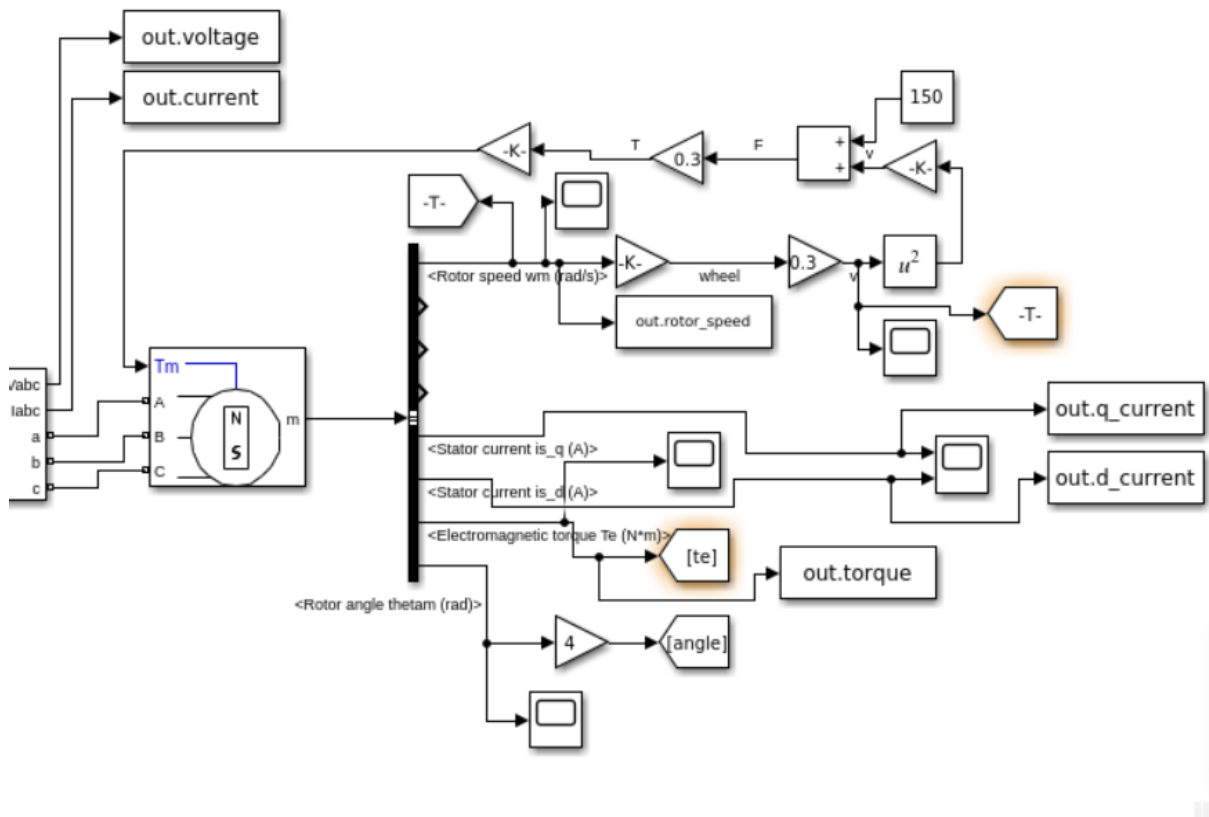 out.voltage
out.current
150
+
+
v
-K-
F
0.3
T
-K-
-T-
<Rotor speed wm (rad/s)>
-K-
wheel
0.3
v
u²
-T-
out.rotor_speed
Vabc
Iabc
a
b
c
Tm
A
B
C
N
S
m
<Stator current is_q (A)>
out.q_current
<Stator current is_d (A)>
out.d_current
<Electromagnetic torque Te (N*m)>
[te]
out.torque
<Rotor angle thetam (rad)>
4
[angle]